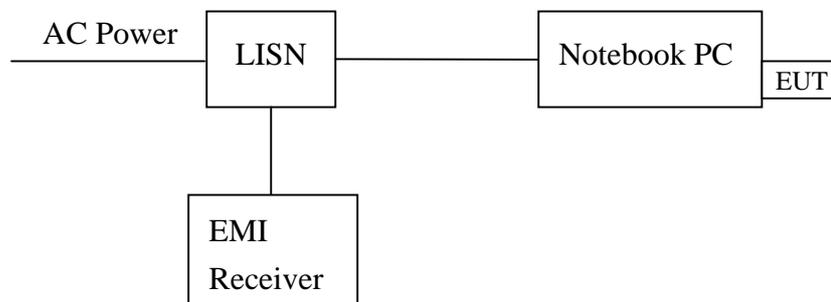 AC Power
LISN
Notebook PC
EUT
EMI
Receiver